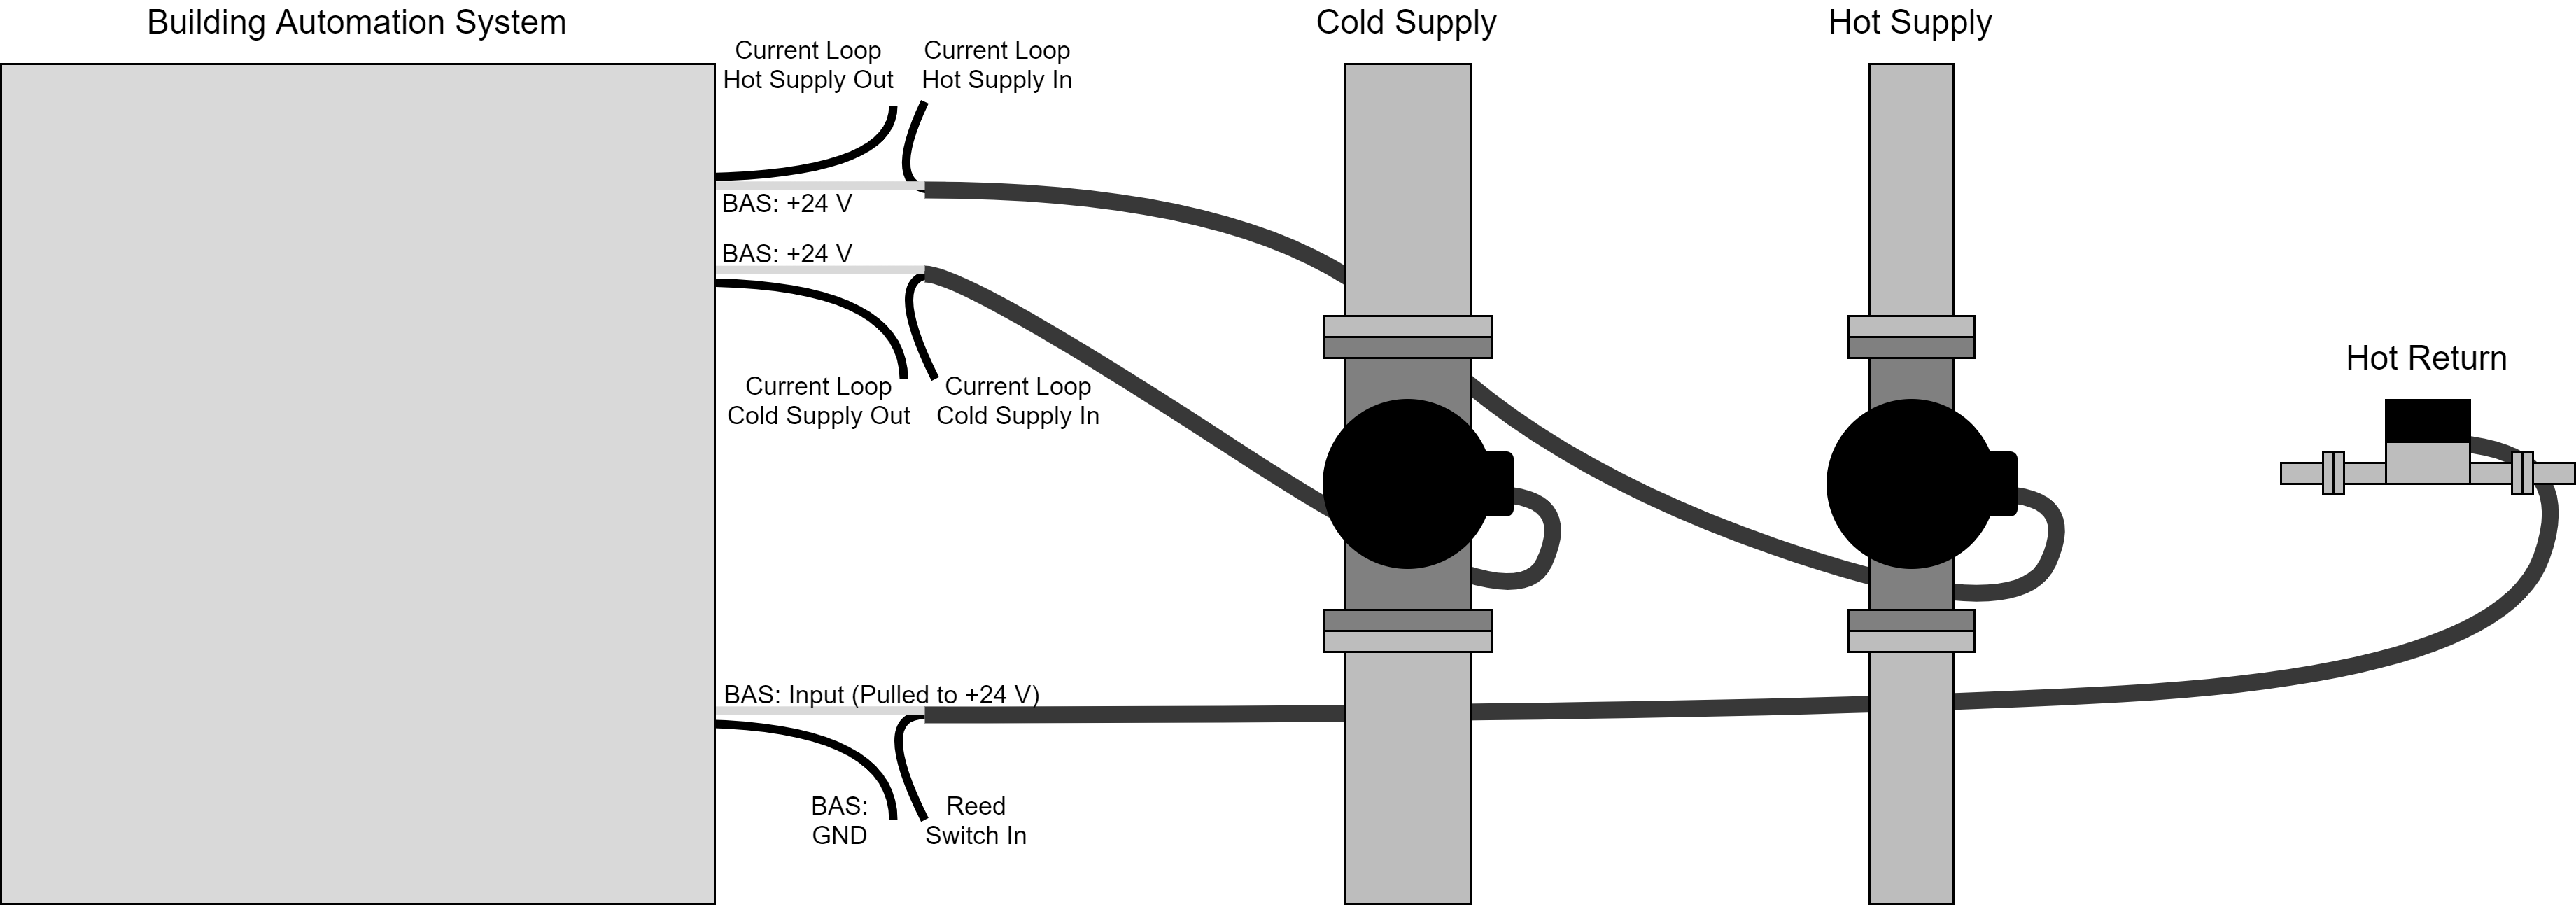 Building Automation System
Cold Supply
Hot Supply
Current Loop
Hot Supply Out
Current Loop
Hot Supply In
BAS: +24 V
BAS: +24 V
Current Loop
Cold Supply Out
Current Loop
Cold Supply In
Hot Return
BAS: Input (Pulled to +24 V)
BAS:
GND
Reed
Switch In